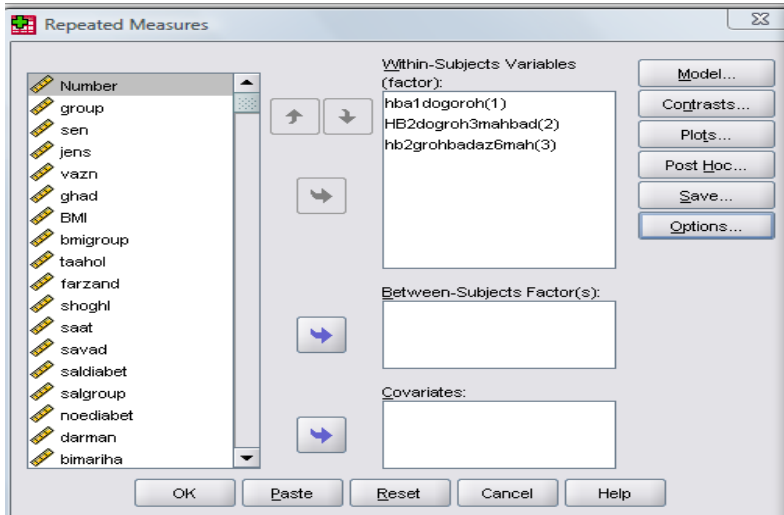 Repeated Measures
Number
group
sen
jens
vazn
ghad
BMI
bmigroup
taahol
farzand
shoghl
saat
savad
saldiabet
salgroup
noediabet
darman
bimariha
Within-Subjects Variables
(factor):
hba1dogoroh(1)
HB2dogroh3mahbad(2)
hb2grohbadaz6mah(3)
Between-Subjects Factor(s):
Covariates:
Model...
Contrasts...
Plots...
Post Hoc...
Save...
Options...
OK
Paste
Reset
Cancel
Help